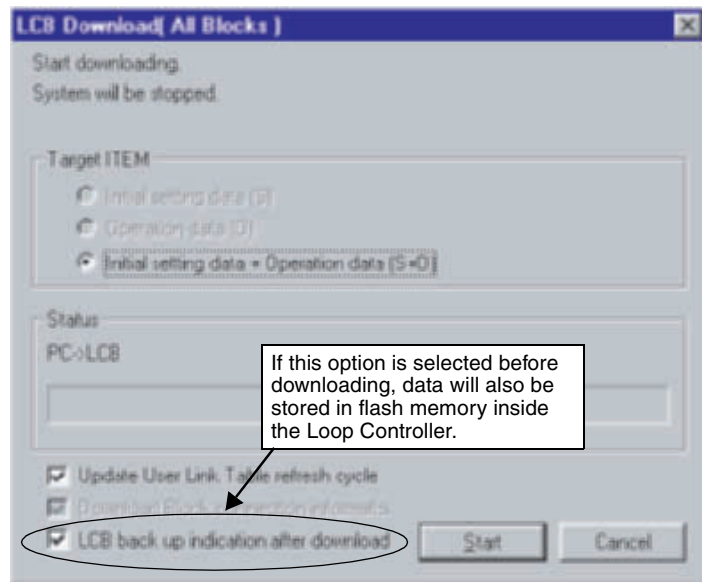 LCB Download( All Blocks )
Start downloading.
System will be stopped.
Target ITEM
Initial setting data (S)
Operation data (O)
Initial setting data + Operation data (S+O)
Status
PC->LCB
If this option is selected before
downloading, data will also be
stored in flash memory inside
the Loop Controller.
Update User Link Table refresh cycle
Download Block connection
LCB back up indication after download
Start
Cancel